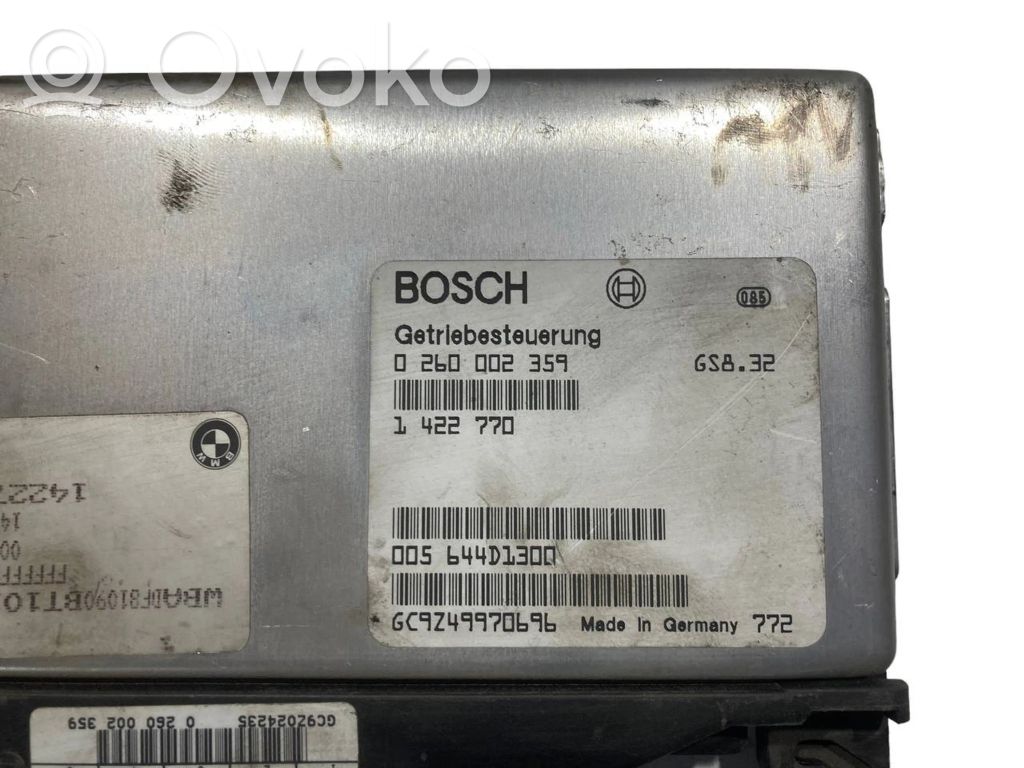 Ovoko
BOSCH
085
Getriebesteuerung
0 260 002 359 GS8.32
1 422 770
005 644D1300
GC9Z49970696 Made in Germany 772
BMW
GC9Z024235 0 260 002 359